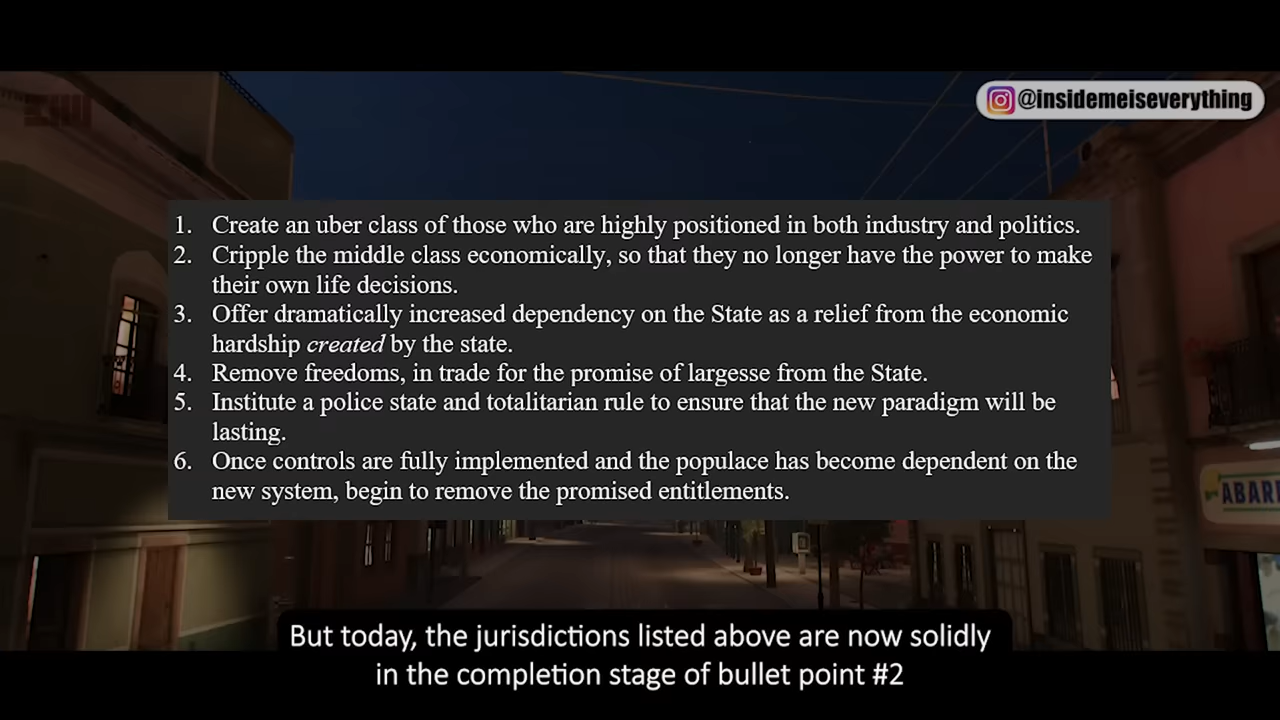 @insidemeiseverything
1. Create an uber class of those who are highly positioned in both industry and politics.
2. Cripple the middle class economically, so that they no longer have the power to make
their own life decisions.
3. Offer dramatically increased dependency on the State as a relief from the economic
hardship created by the state.
4. Remove freedoms, in trade for the promise of largesse from the State.
5. Institute a police state and totalitarian rule to ensure that the new paradigm will be
lasting.
6. Once controls are fully implemented and the populace has become dependent on the
new system, begin to remove the promised entitlements.
ABARR
But today, the jurisdictions listed above are now solidly
in the completion stage of bullet point #2